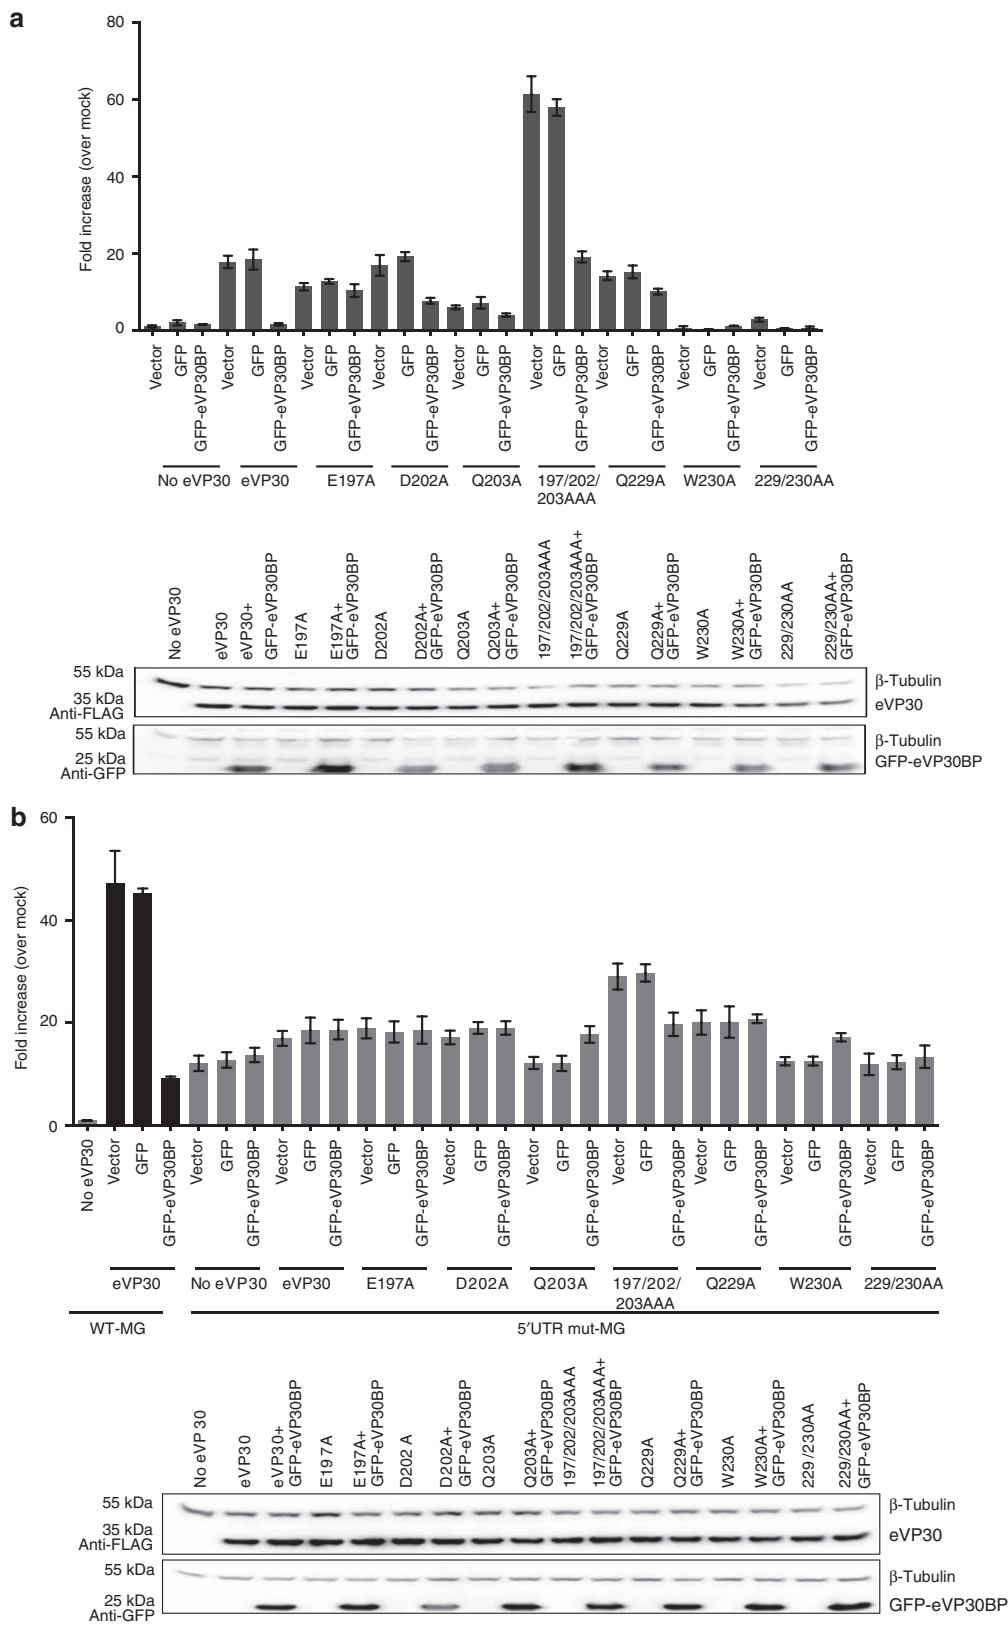 a
80
60
40
20
0
Fold increase (over mock)
Vector
GFP
GFP-eVP30BP
Vector
GFP
GFP-eVP30BP
Vector
GFP
GFP-eVP30BP
Vector
GFP
GFP-eVP30BP
Vector
GFP
GFP-eVP30BP
Vector
GFP
GFP-eVP30BP
Vector
GFP
GFP-eVP30BP
Vector
GFP
GFP-eVP30BP
Vector
GFP
GFP-eVP30BP
No eVP30
eVP30
E197A
D202A
Q203A
197/202/
203AAA
Q229A
W230A
229/230AA
No eVP30
eVP30
eVP30+
GFP-eVP30BP
E197A
E197A+
GFP-eVP30BP
D202A
D202A+
GFP-eVP30BP
Q203A
Q203A+
GFP-eVP30BP
197/202/203AAA
197/202/203AAA+
GFP-eVP30BP
Q229A
Q229A+
GFP-eVP30BP
W230A
W230A+
GFP-eVP30BP
229/230AA
229/230AA+
GFP-eVP30BP
55 kDa
35 kDa
Anti-FLAG
β-Tubulin
eVP30
55 kDa
25 kDa
Anti-GFP
β-Tubulin
GFP-eVP30BP
b
60
40
20
0
Fold increase (over mock)
No eVP30
Vector
GFP
GFP-eVP30BP
Vector
GFP
GFP-eVP30BP
Vector
GFP
GFP-eVP30BP
Vector
GFP
GFP-eVP30BP
Vector
GFP
GFP-eVP30BP
Vector
GFP
GFP-eVP30BP
Vector
GFP
GFP-eVP30BP
Vector
GFP
GFP-eVP30BP
Vector
GFP
GFP-eVP30BP
Vector
GFP
GFP-eVP30BP
eVP30
No eVP30
eVP30
E197A
D202A
Q203A
197/202/
203AAA
Q229A
W230A
229/230AA
WT-MG
5′UTR mut-MG
No eVP 30
eVP30
eVP30+
GFP-eVP30BP
E197A
E197A+
GFP-eVP30BP
D202 A
D202A+
GFP-eVP30BP
Q203A
Q203A+
GFP-eVP30BP
197/202/203AAA
197/202/203AAA+
GFP-eVP30BP
Q229A
Q229A+
GFP-eVP30BP
W230A
W230A+
GFP-eVP30BP
229/230AA
229/230AA+
GFP-eVP30BP
55 kDa
35 kDa
Anti-FLAG
β-Tubulin
eVP30
55 kDa
25 kDa
Anti-GFP
β-Tubulin
GFP-eVP30BP